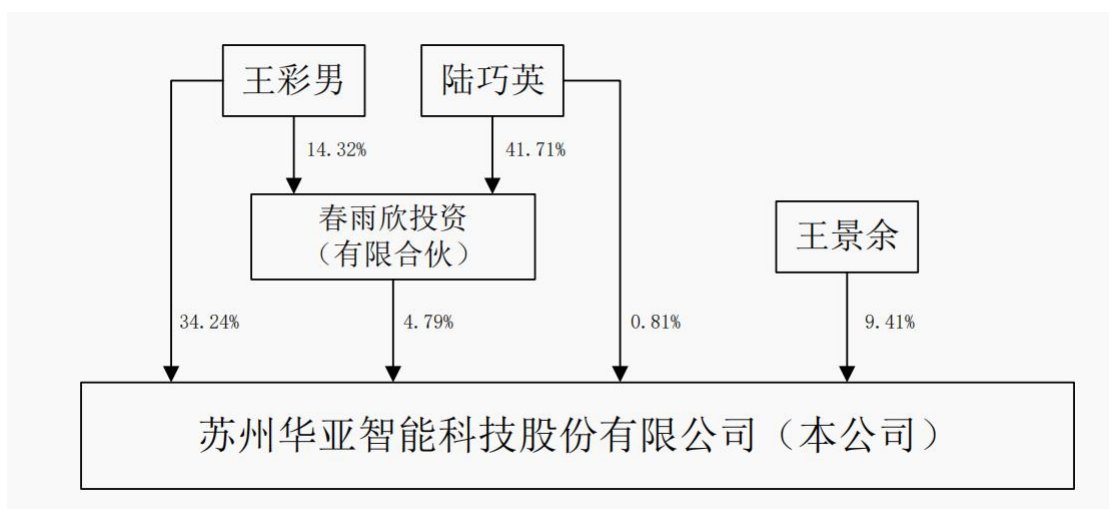 王彩男
陆巧英
14.32%
41.71%
春雨欣投资
（有限合伙）
王景余
34.24%
4.79%
0.81%
9.41%
苏州华亚智能科技股份有限公司（本公司）